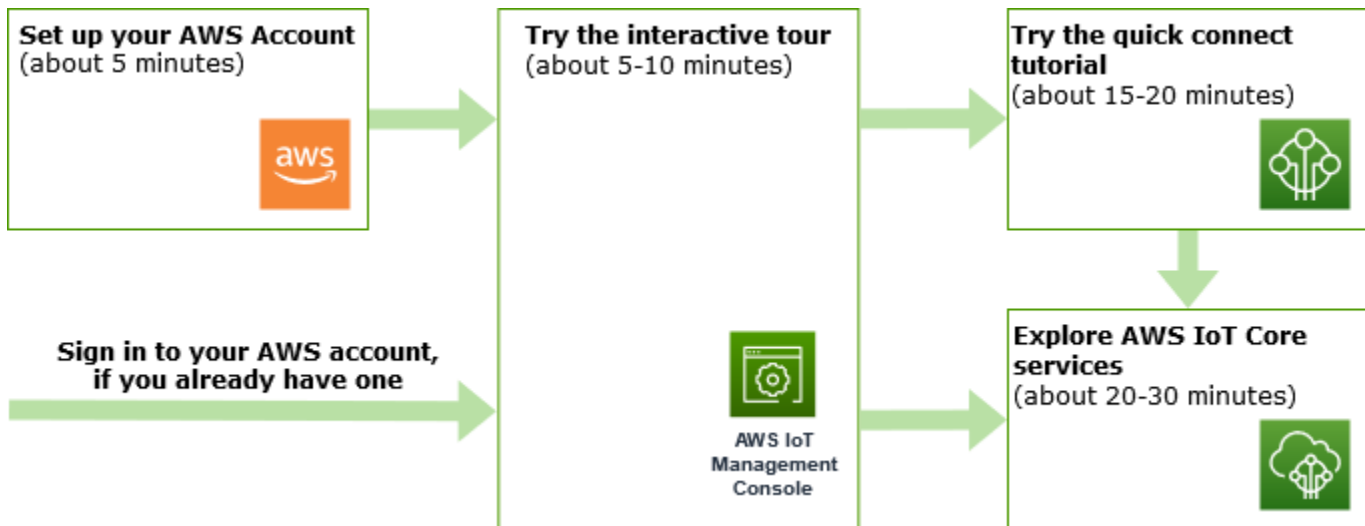 Set up your AWS Account
(about 5 minutes)
aws
Try the interactive tour
(about 5-10 minutes)
Try the quick connect
tutorial
(about 15-20 minutes)
Sign in to your AWS account,
if you already have one
AWS IoT
Management
Console
Explore AWS IoT Core
services
(about 20-30 minutes)